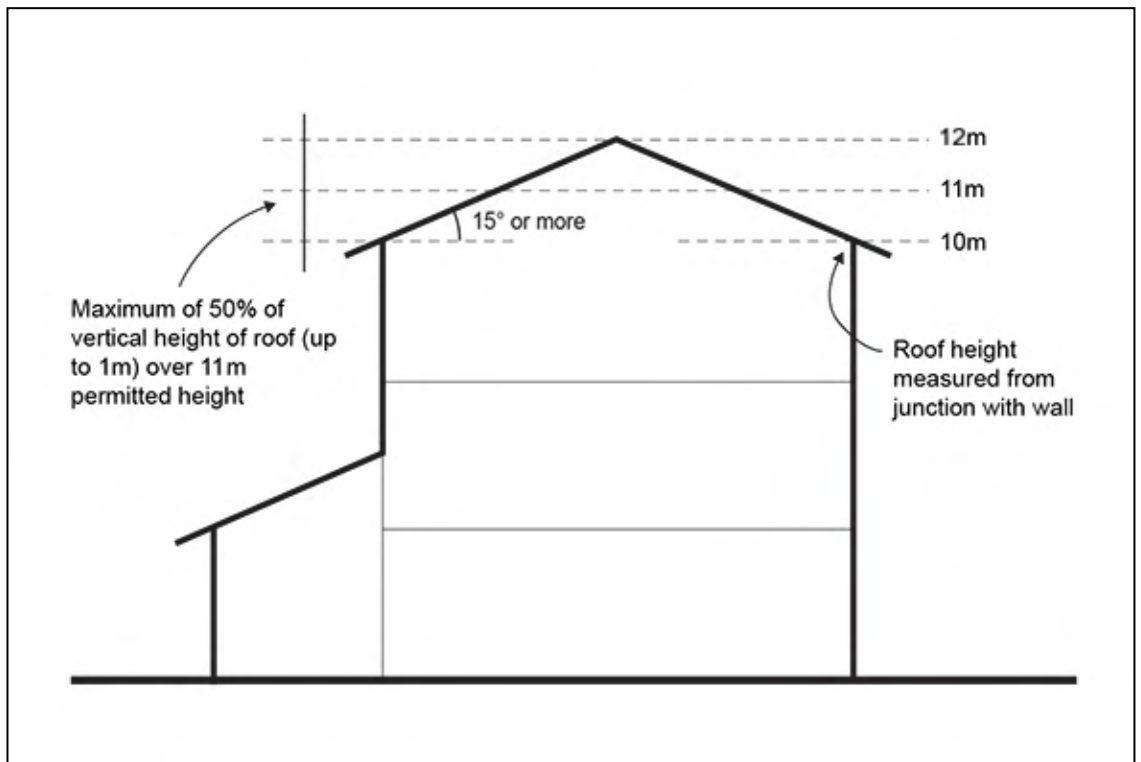 12m
11m
15° or more
10m
Maximum of 50% of
vertical height of roof (up
to 1m) over 11m
permitted height
Roof height
measured from
junction with wall